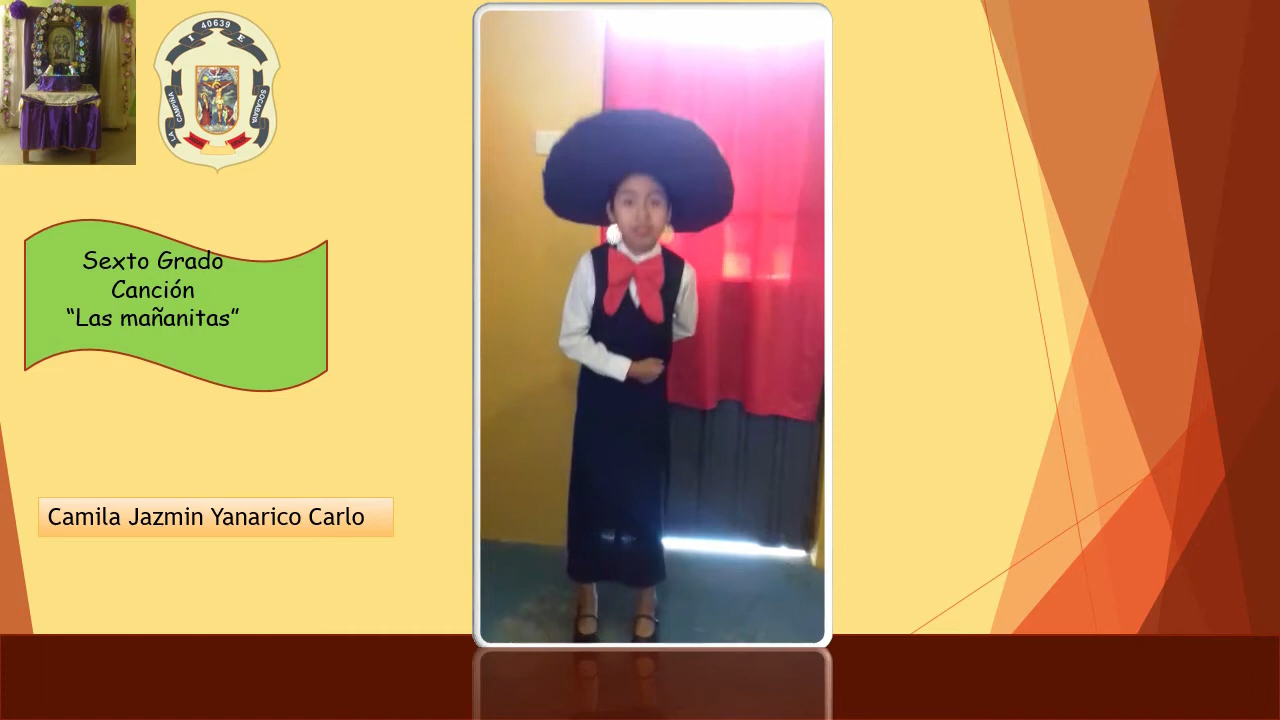 40639
I E
LA CAMPIÑA
SOCABAYA
Sexto Grado
Canción
“Las mañanitas”
Camila Jazmin Yanarico Carlo